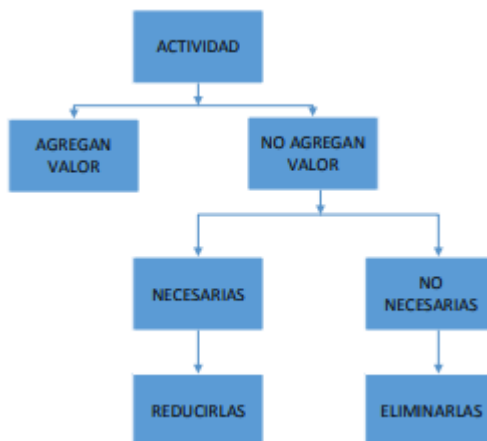 ACTIVIDAD
AGREGAN
VALOR
NO AGREGAN
VALOR
NECESARIAS
NO
NECESARIAS
REDUCIRLAS
ELIMINARLAS